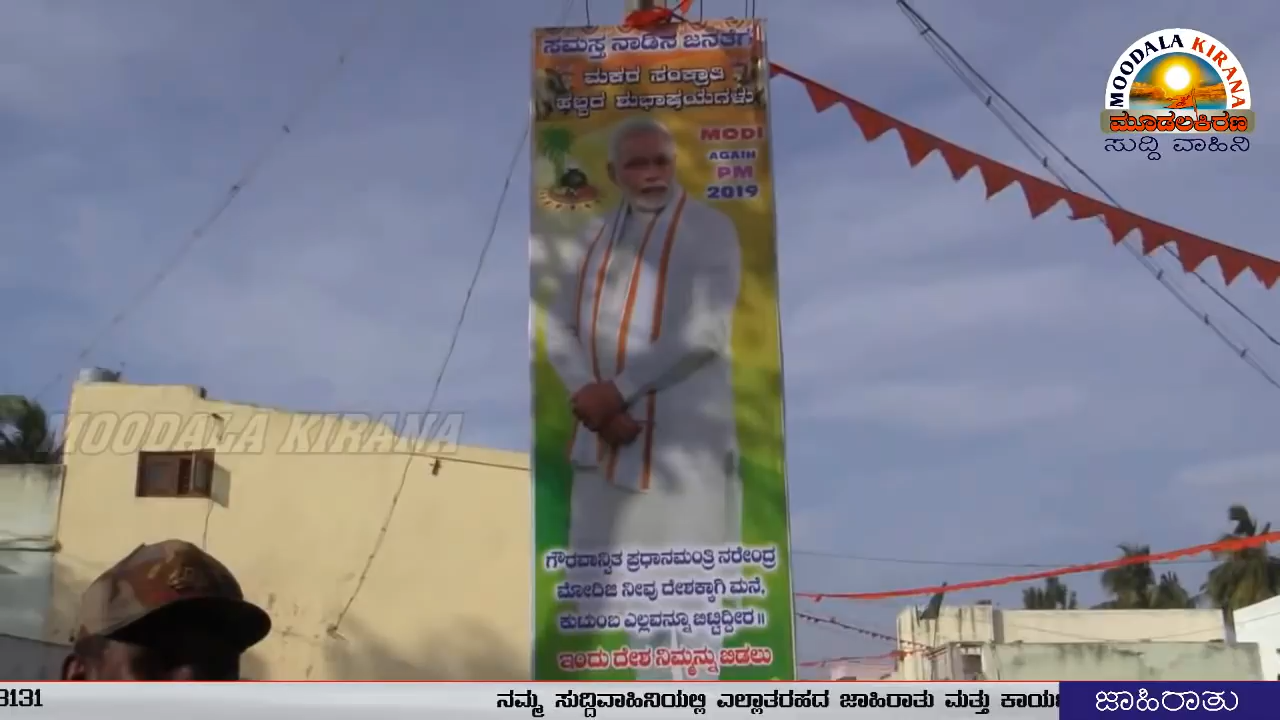 ಸಮಸ್ತ ನಾಡಿನ ಜನತೆಗೆ
ಮಕರ ಸಂಕ್ರಾತಿ
ಹಬ್ಬದ ಶುಭಾಷಯಗಳು
MODI
AGAIN
PM
2019
MOODALA KIRANA
ಮೂಡಲಕಿರಣ
ಸುದ್ದಿ ವಾಹಿನಿ
MOODALA KIRANA
ಗೌರವಾನ್ವಿತ ಪ್ರಧಾನಮಂತ್ರಿ ನರೇಂದ್ರ
ಮೋದಿಜಿ ನೀವು ದೇಶಕ್ಕಾಗಿ ಮನೆ,
ಕುಟುಂಬ ಎಲ್ಲವನ್ನೂ ಬಿಟ್ಟಿದ್ದೀರ ॥
ಇಂದು ದೇಶ ನಿಮ್ಮನ್ನು ಬಿಡಲು
3131 ನಮ್ಮ ಸುದ್ದಿವಾಹಿನಿಯಲ್ಲಿ ಎಲ್ಲಾತರಹದ ಜಾಹಿರಾತು ಮತ್ತು ಜಾಹಿರಾತು